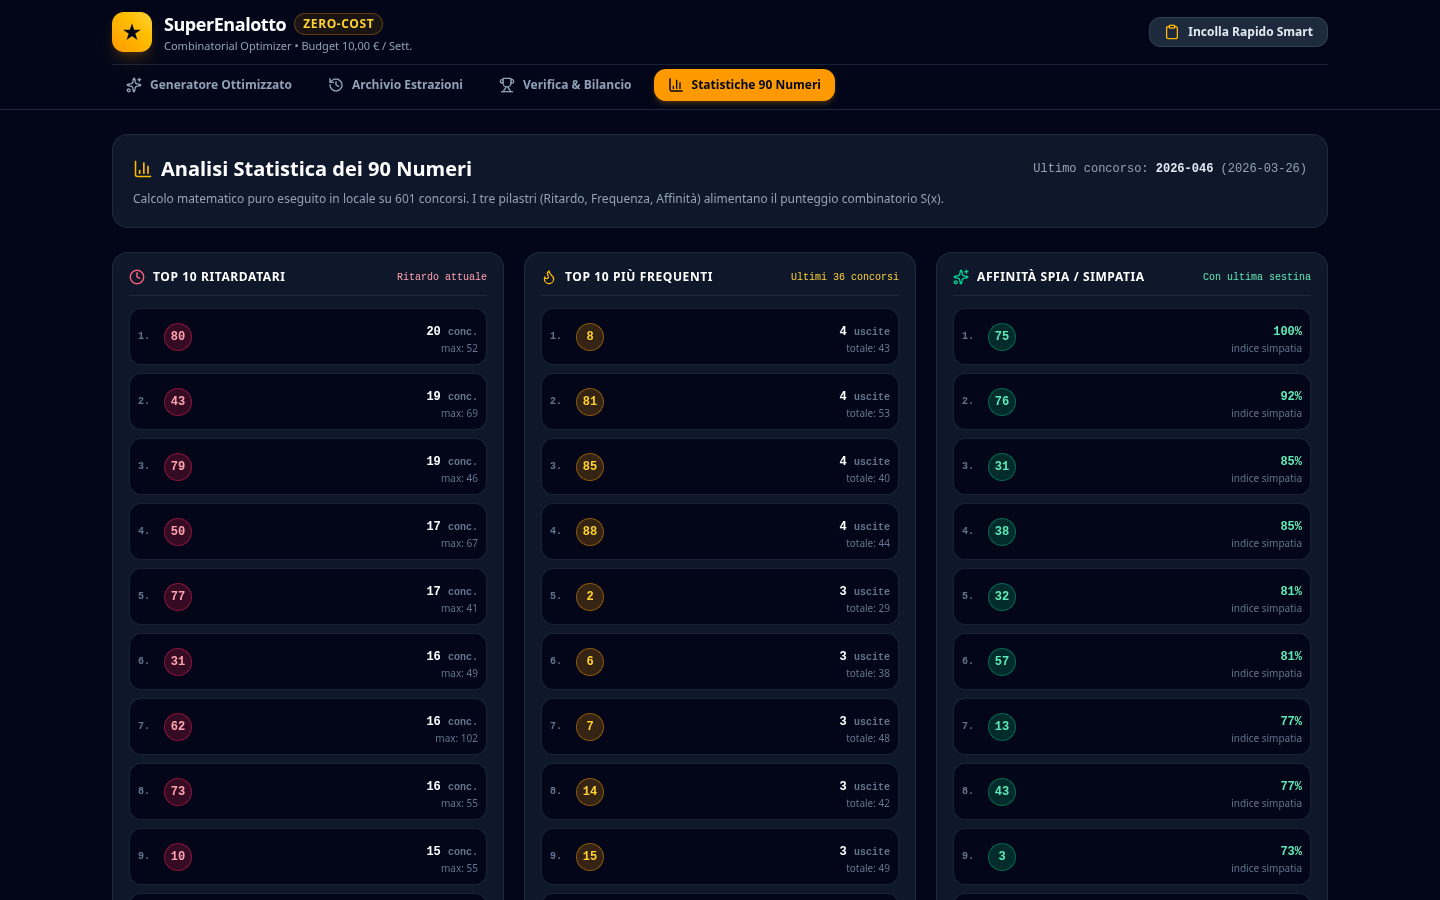 SuperEnalotto ZERO-COST
Combinatorial Optimizer • Budget 10,00 € / Sett.
Incolla Rapido Smart
Generatore Ottimizzato
Archivio Estrazioni
Verifica & Bilancio
Statistiche 90 Numeri
Analisi Statistica dei 90 Numeri
Ultimo concorso: 2026-046 (2026-03-26)
Calcolo matematico puro eseguito in locale su 601 concorsi. I tre pilastri (Ritardo, Frequenza, Affinità) alimentano il punteggio combinatorio S(x).
TOP 10 RITARDATARI
Ritardo attuale
1. 80 20 conc.
max: 52
2. 43 19 conc.
max: 69
3. 79 19 conc.
max: 46
4. 50 17 conc.
max: 67
5. 77 17 conc.
max: 41
6. 31 16 conc.
max: 49
7. 62 16 conc.
max: 102
8. 73 16 conc.
max: 55
9. 10 15 conc.
max: 55
TOP 10 PIÙ FREQUENTI
Ultimi 36 concorsi
1. 8 4 uscite
totale: 43
2. 81 4 uscite
totale: 53
3. 85 4 uscite
totale: 40
4. 88 4 uscite
totale: 44
5. 2 3 uscite
totale: 29
6. 6 3 uscite
totale: 38
7. 7 3 uscite
totale: 48
8. 14 3 uscite
totale: 42
9. 15 3 uscite
totale: 49
AFFINITÀ SPIA / SIMPATIA
Con ultima sestina
1. 75 100%
indice simpatia
2. 76 92%
indice simpatia
3. 31 85%
indice simpatia
4. 38 85%
indice simpatia
5. 32 81%
indice simpatia
6. 57 81%
indice simpatia
7. 13 77%
indice simpatia
8. 43 77%
indice simpatia
9. 3 73%
indice simpatia